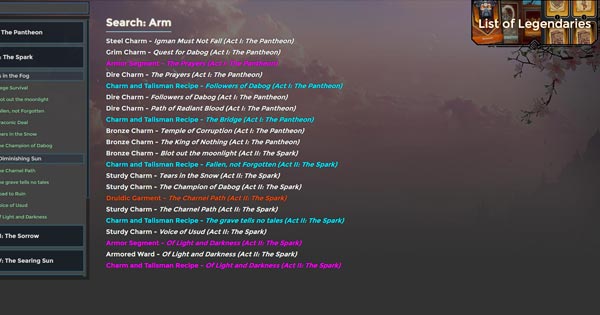 The Pantheon
: The Spark
s in the Fog
ege Survival
lot out the moonlight
allen, not Forgotten
raconic Deal
ears in the Snow
he Champion of Dabog
Diminishing Sun
he Charnel Path
he grave tells no tales
oad to Ruin
oice of Usud
f Light and Darkness
I: The Sorrow
: The Searing Sun
Search: Arm
Steel Charm - Igman Must Not Fall (Act I: The Pantheon)
Grim Charm - Quest for Dabog (Act I: The Pantheon)
Armor Segment - The Prayers (Act I: The Pantheon)
Dire Charm - The Prayers (Act I: The Pantheon)
Charm and Talisman Recipe - Followers of Dabog (Act I: The Pantheon)
Dire Charm - Followers of Dabog (Act I: The Pantheon)
Dire Charm - Path of Radiant Blood (Act I: The Pantheon)
Charm and Talisman Recipe - The Bridge (Act I: The Pantheon)
Bronze Charm - Temple of Corruption (Act I: The Pantheon)
Bronze Charm - The King of Nothing (Act I: The Pantheon)
Bronze Charm - Blot out the moonlight (Act II: The Spark)
Charm and Talisman Recipe - Fallen, not Forgotten (Act II: The Spark)
Sturdy Charm - Tears in the Snow (Act II: The Spark)
Sturdy Charm - The Champion of Dabog (Act II: The Spark)
Druidic Garment - The Charnel Path (Act II: The Spark)
Sturdy Charm - The Charnel Path (Act II: The Spark)
Charm and Talisman Recipe - The grave tells no tales (Act II: The Spark)
Sturdy Charm - Voice of Usud (Act II: The Spark)
Armor Segment - Of Light and Darkness (Act II: The Spark)
Armored Ward - Of Light and Darkness (Act II: The Spark)
Charm and Talisman Recipe - Of Light and Darkness (Act II: The Spark)
List of Legendaries